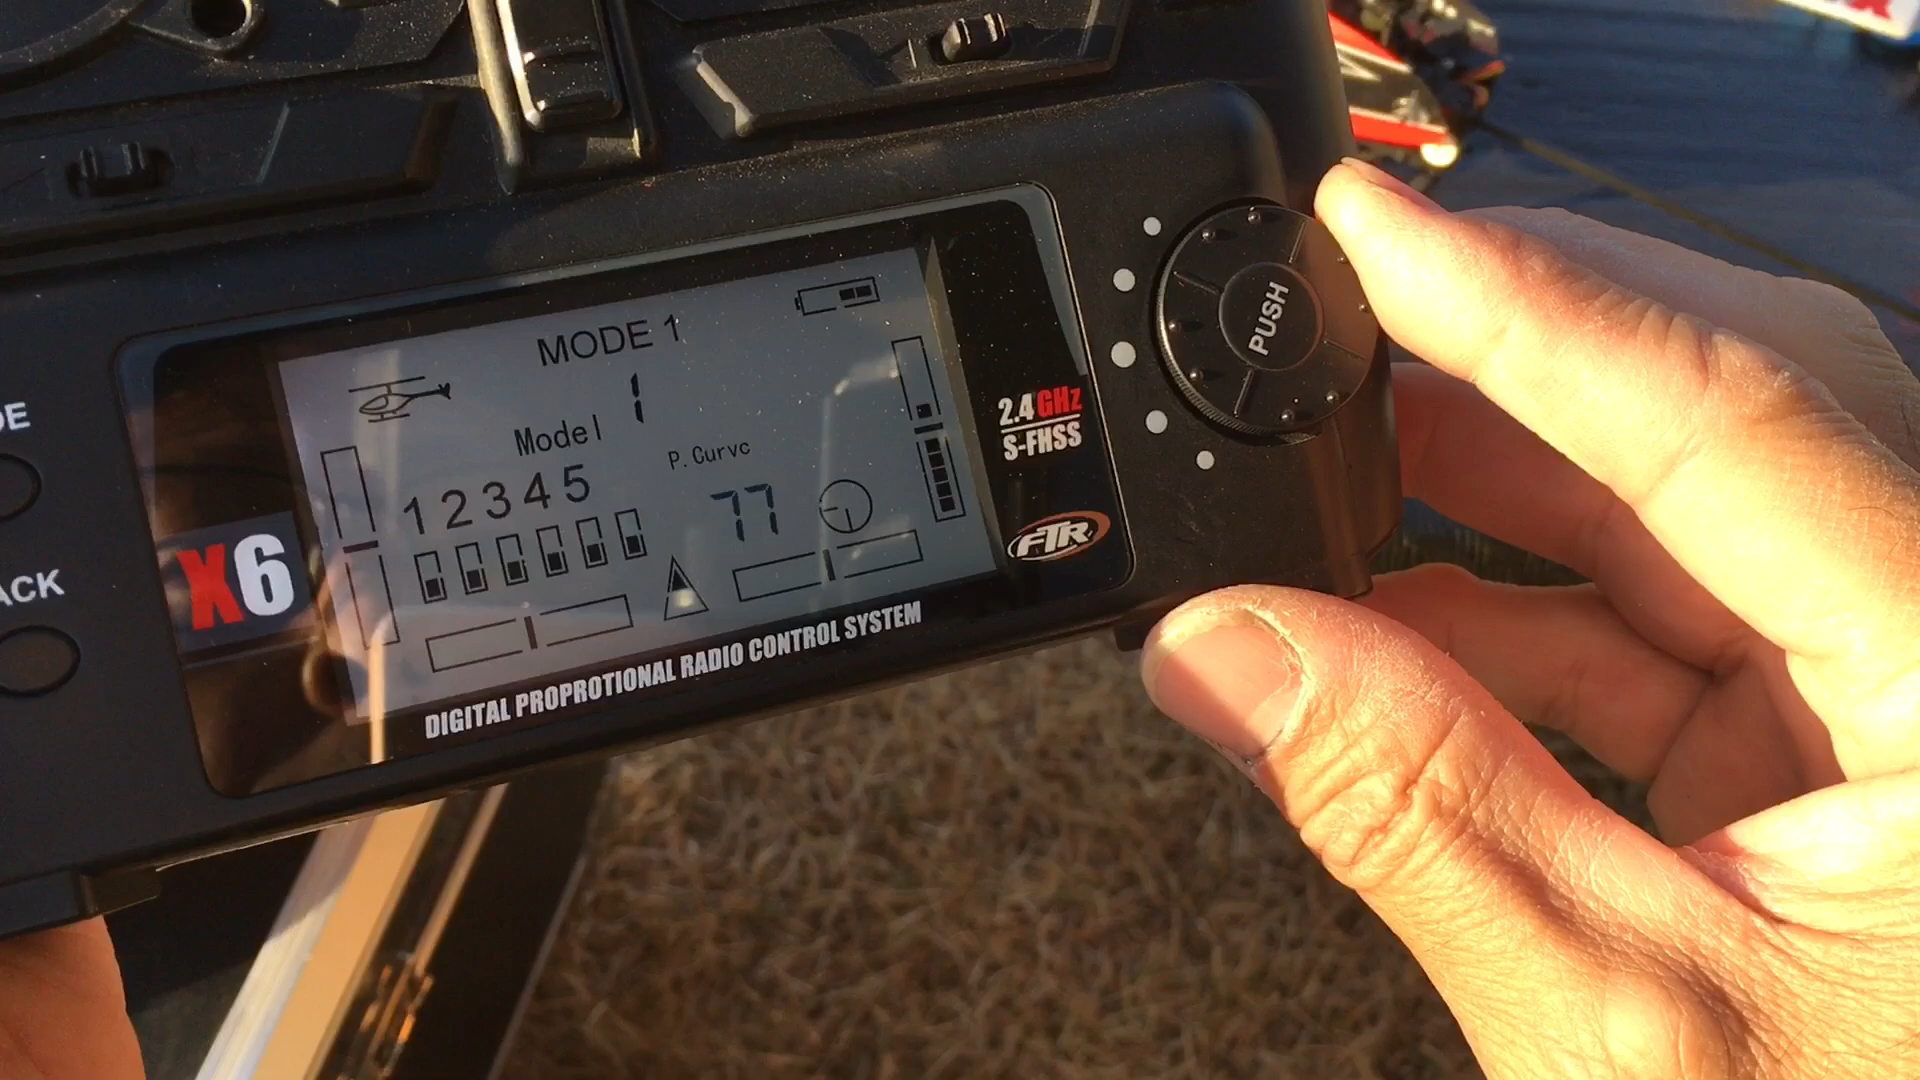 MODE 1
1
Model
P.Curvc
12345
77
X6
DIGITAL PROPROTIONAL RADIO CONTROL SYSTEM
2.4GHz
S-FHSS
FTR
PUSH
DE
ACK